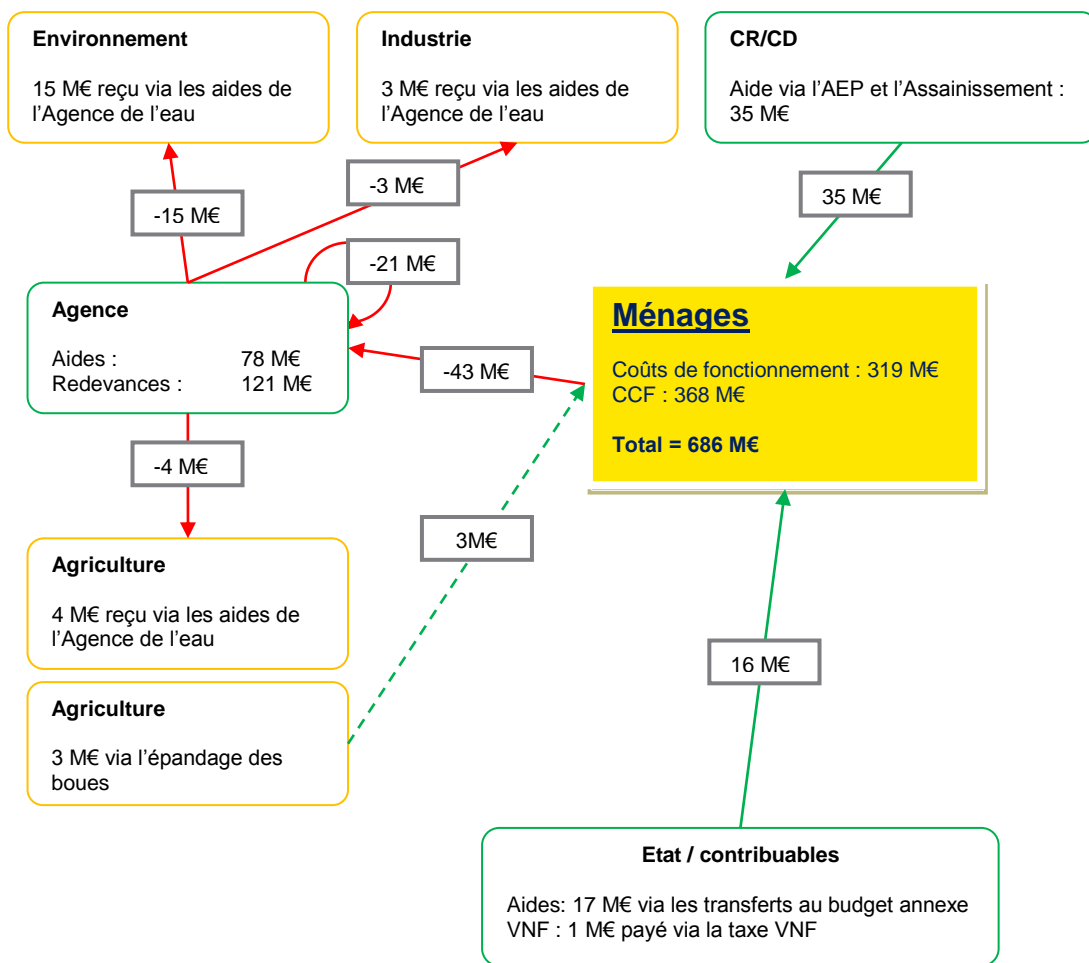 Environnement
15 M€ reçu via les aides de
l'Agence de l'eau
Industrie
3 M€ reçu via les aides de
l'Agence de l'eau
CR/CD
Aide via l'AEP et l'Assainissement :
35 M€
-15 M€
-3 M€
35 M€
-21 M€
Agence
Aides : 78 M€
Redevances : 121 M€
-43 M€
Ménages
Coûts de fonctionnement : 319 M€
CCF : 368 M€
Total = 686 M€
-4 M€
3M€
Agriculture
4 M€ reçu via les aides de
l'Agence de l'eau
16 M€
Agriculture
3 M€ via l'épandage des
boues
Etat / contribuables
Aides: 17 M€ via les transferts au budget annexe
VNF : 1 M€ payé via la taxe VNF